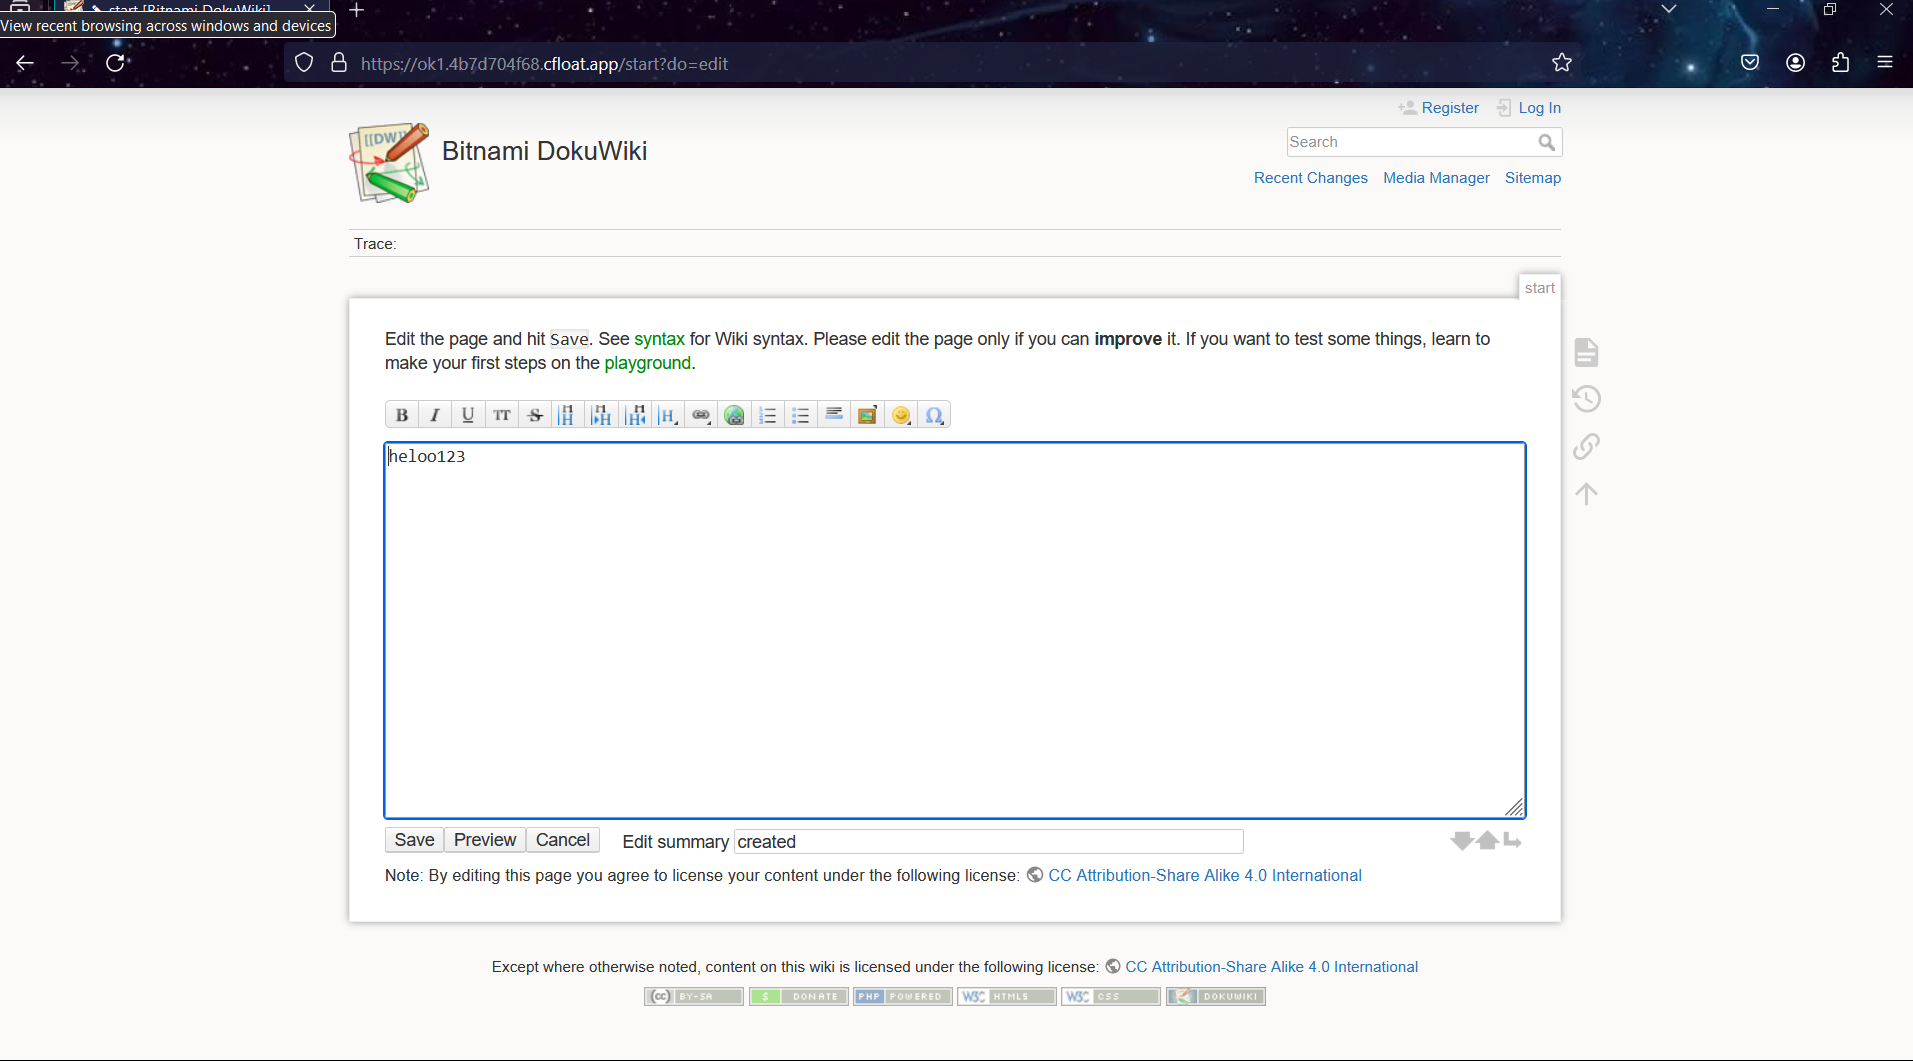 start [Bitnami DokuWiki]
View recent browsing across windows and devices
https://ok1.4b7d704f68.cfloat.app/start?do=edit
Register Log In
[[DW]]
Bitnami DokuWiki
Search
Recent Changes Media Manager Sitemap
Trace:
start
Edit the page and hit Save. See syntax for Wiki syntax. Please edit the page only if you can improve it. If you want to test some things, learn to
make your first steps on the playground.
B I U TT S H H H H
heloo123
Save Preview Cancel Edit summary created
Note: By editing this page you agree to license your content under the following license: CC Attribution-Share Alike 4.0 International
Except where otherwise noted, content on this wiki is licensed under the following license: CC Attribution-Share Alike 4.0 International
(cc) BY-SA $ DONATE PHP POWERED W3C HTML5 W3C CSS DOKUWIKI